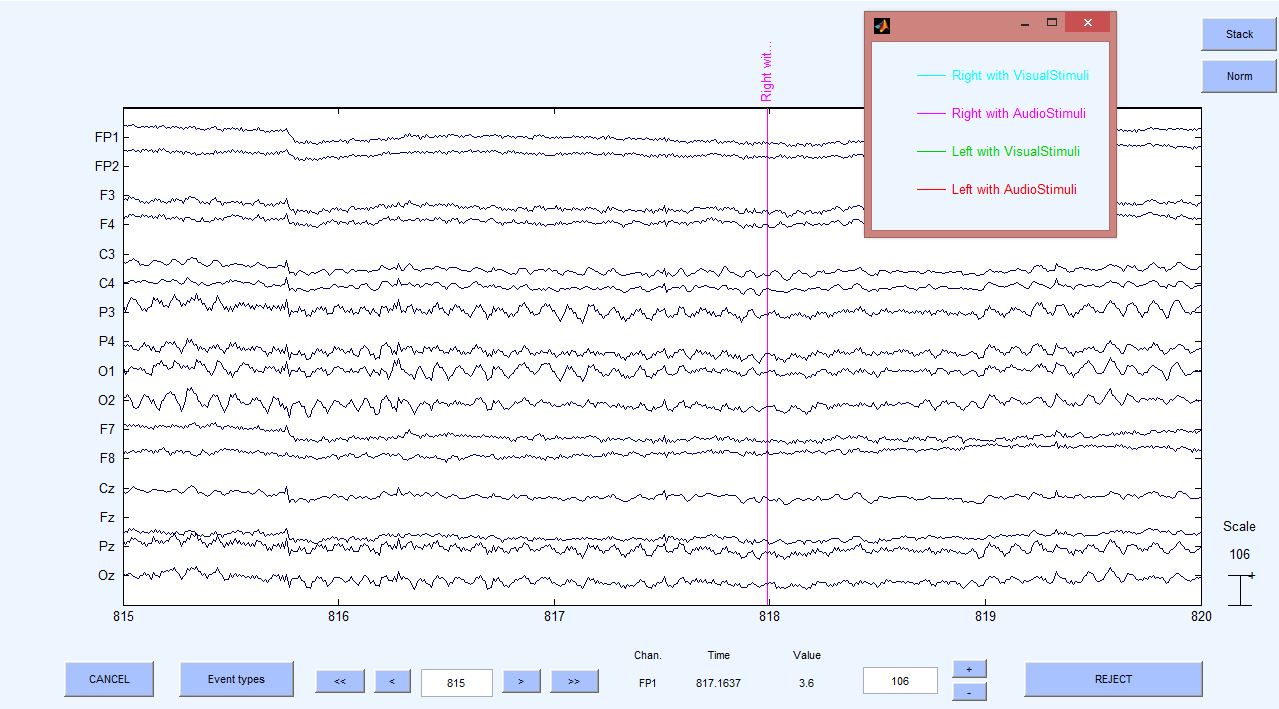 Stack
Norm
Right wit...
Right with VisualStimuli
Right with AudioStimuli
Left with VisualStimuli
Left with AudioStimuli
FP1
FP2
F3
F4
C3
C4
P3
P4
O1
O2
F7
F8
Cz
Fz
Pz
Oz
815 816 817 818 819 820
Scale
106
+
Chan. Time Value
FP1 817.1637 3.6
CANCEL Event types << < 815 > >> 106 + - REJECT